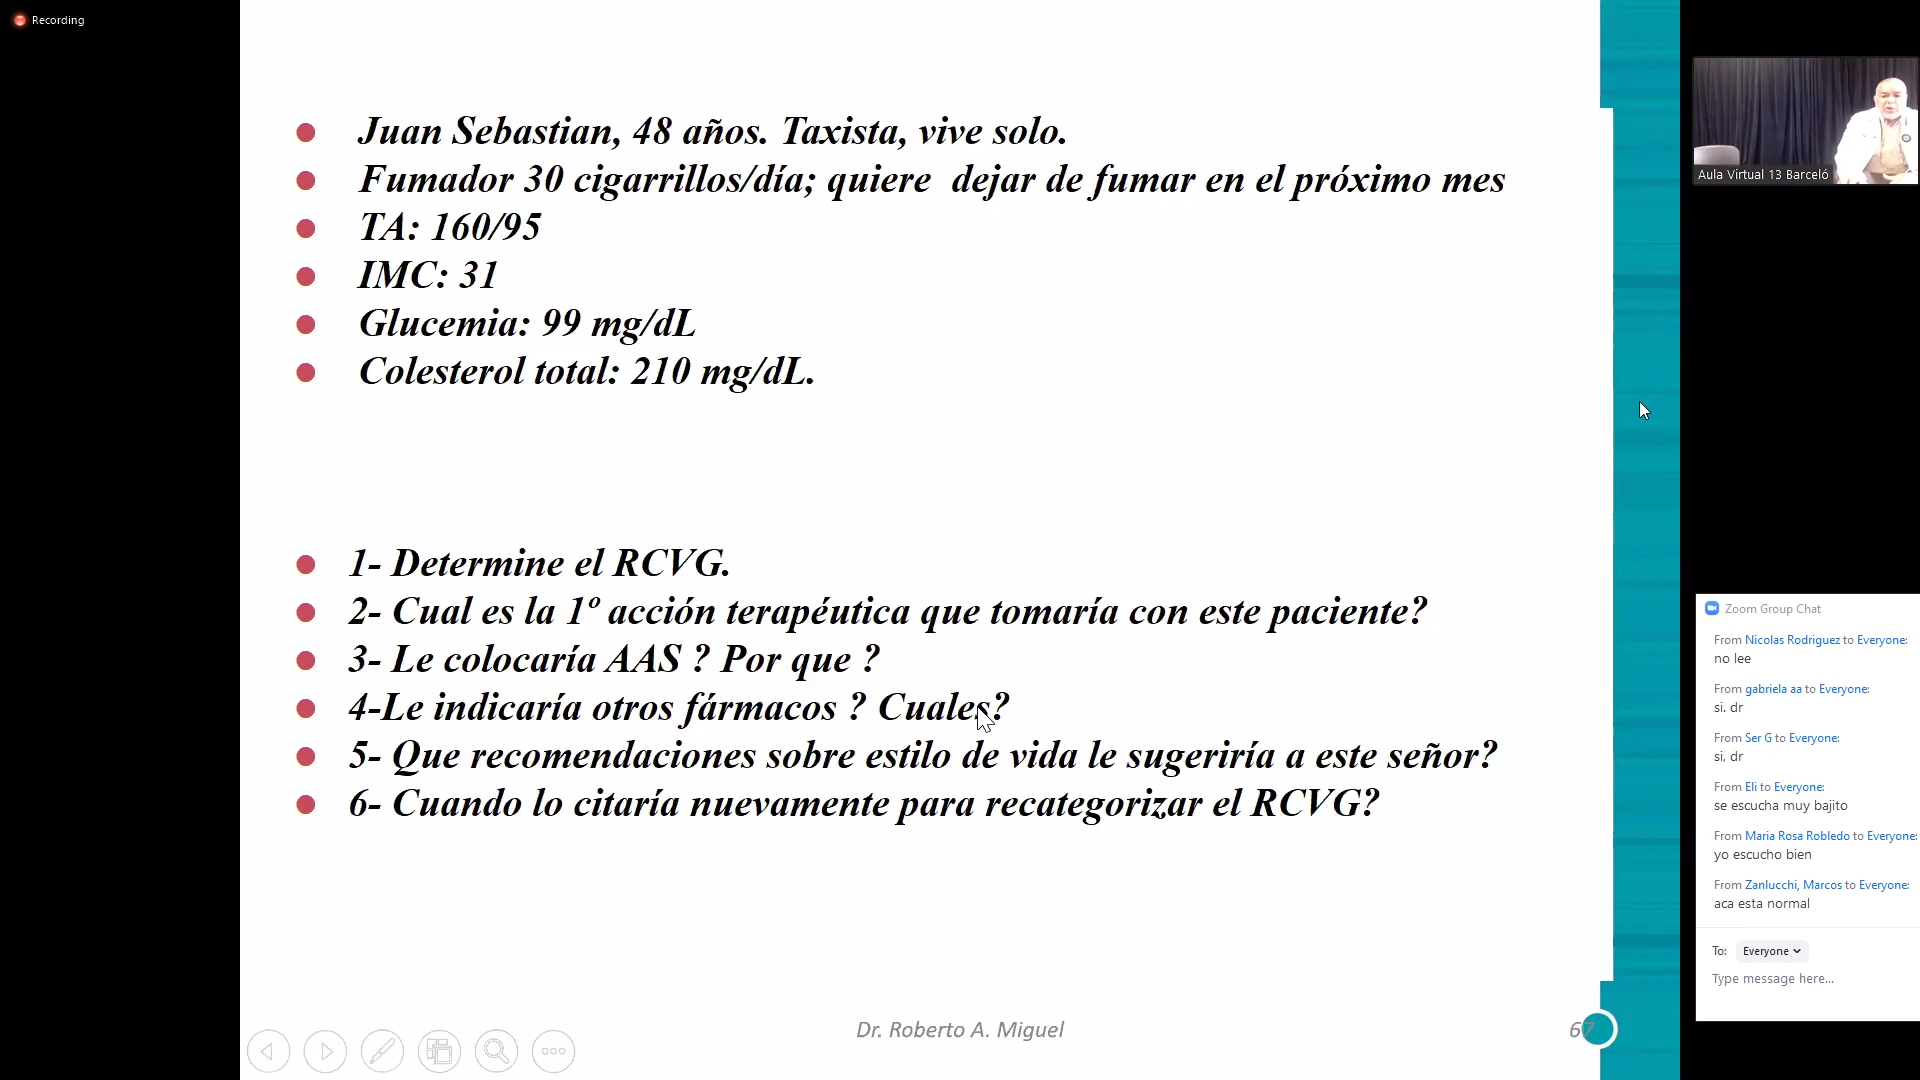 Recording
Juan Sebastian, 48 años. Taxista, vive solo.
Fumador 30 cigarrillos/día; quiere dejar de fumar en el próximo mes
TA: 160/95
IMC: 31
Glucemia: 99 mg/dL
Colesterol total: 210 mg/dL.
1- Determine el RCVG.
2- Cual es la 1º acción terapéutica que tomaría con este paciente?
3- Le colocaría AAS ? Por que ?
4-Le indicaría otros fármacos ? Cuales?
5- Que recomendaciones sobre estilo de vida le sugeriría a este señor?
6- Cuando lo citaría nuevamente para recategorizar el RCVG?
Dr. Roberto A. Miguel
67
Aula Virtual 13 Barceló
Zoom Group Chat
From Nicolas Rodriguez to Everyone:
no lee
From gabriela aa to Everyone:
si. dr
From Ser G to Everyone:
si, dr
From Eli to Everyone:
se escucha muy bajito
From Maria Rosa Robledo to Everyone:
yo escucho bien
From Zanlucchi, Marcos to Everyone:
aca esta normal
To: Everyone
Type message here...